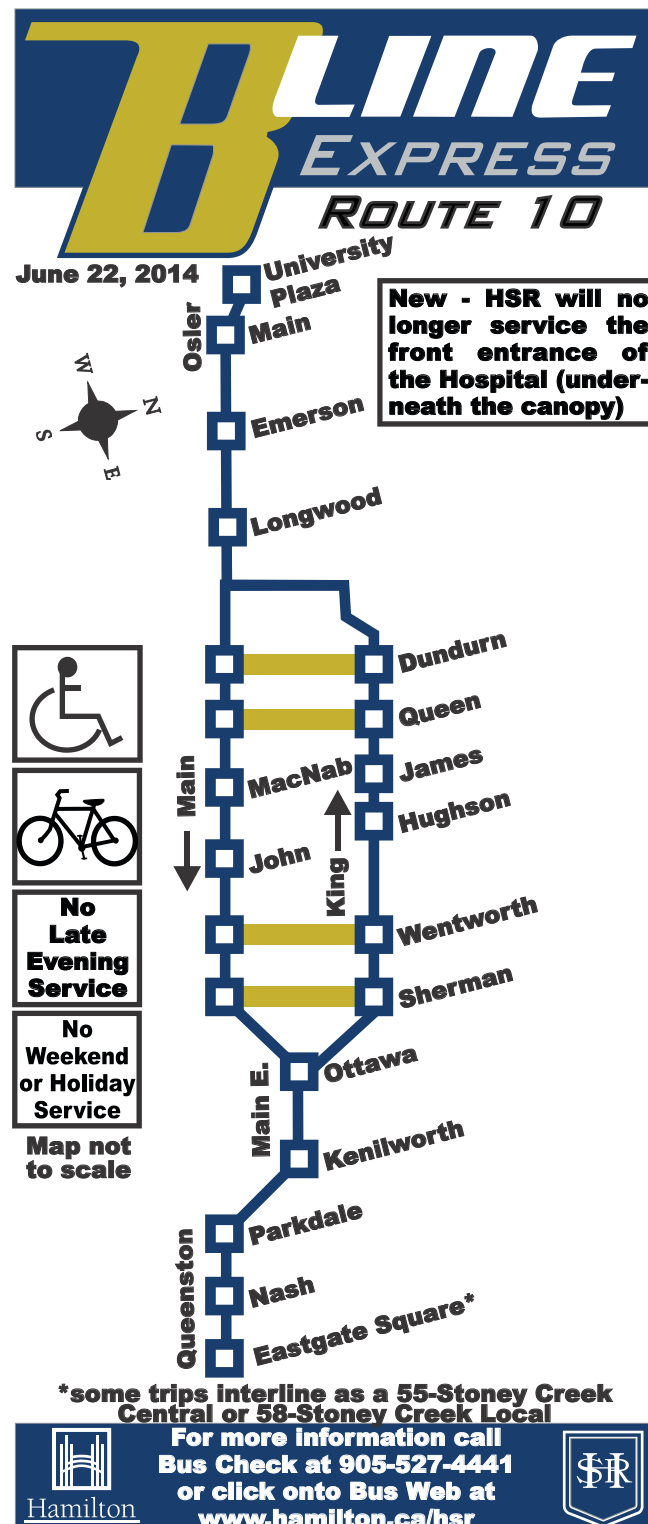 B LINE
EXPRESS
ROUTE 10
June 22, 2014
University
Plaza
New - HSR will no
longer service the
front entrance of
the Hospital (under-
neath the canopy)
Osler
Main
W
N
S
E
Emerson
Longwood
Dundurn
Queen
Main
MacNab
James
Hughson
King
John
No
Late
Evening
Service
Wentworth
Sherman
No
Weekend
or Holiday
Service
Map not
to scale
Main E.
Ottawa
Kenilworth
Queenston
Parkdale
Nash
Eastgate Square*
*some trips interline as a 55-Stoney Creek
Central or 58-Stoney Creek Local
Hamilton
For more information call
Bus Check at 905-527-4441
or click onto Bus Web at
www.hamilton.ca/hsr
HSR